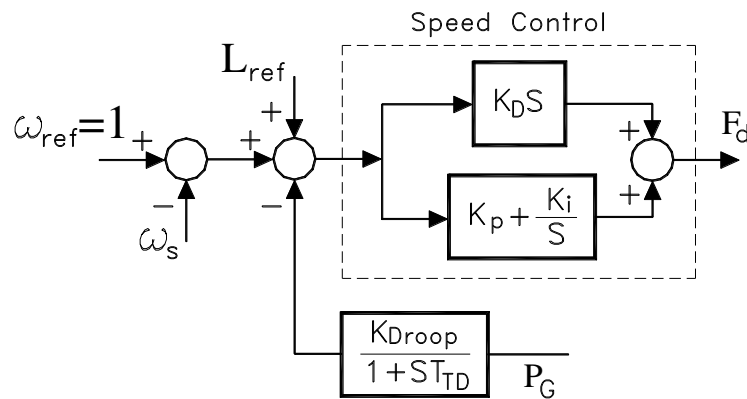 Speed Control
L_ref
K_D S
ω_ref=1
+
+
+
+
F_d
−
−
+
K_p + K_i / S
ω_s
K_Droop / 1+ST_TD
P_G